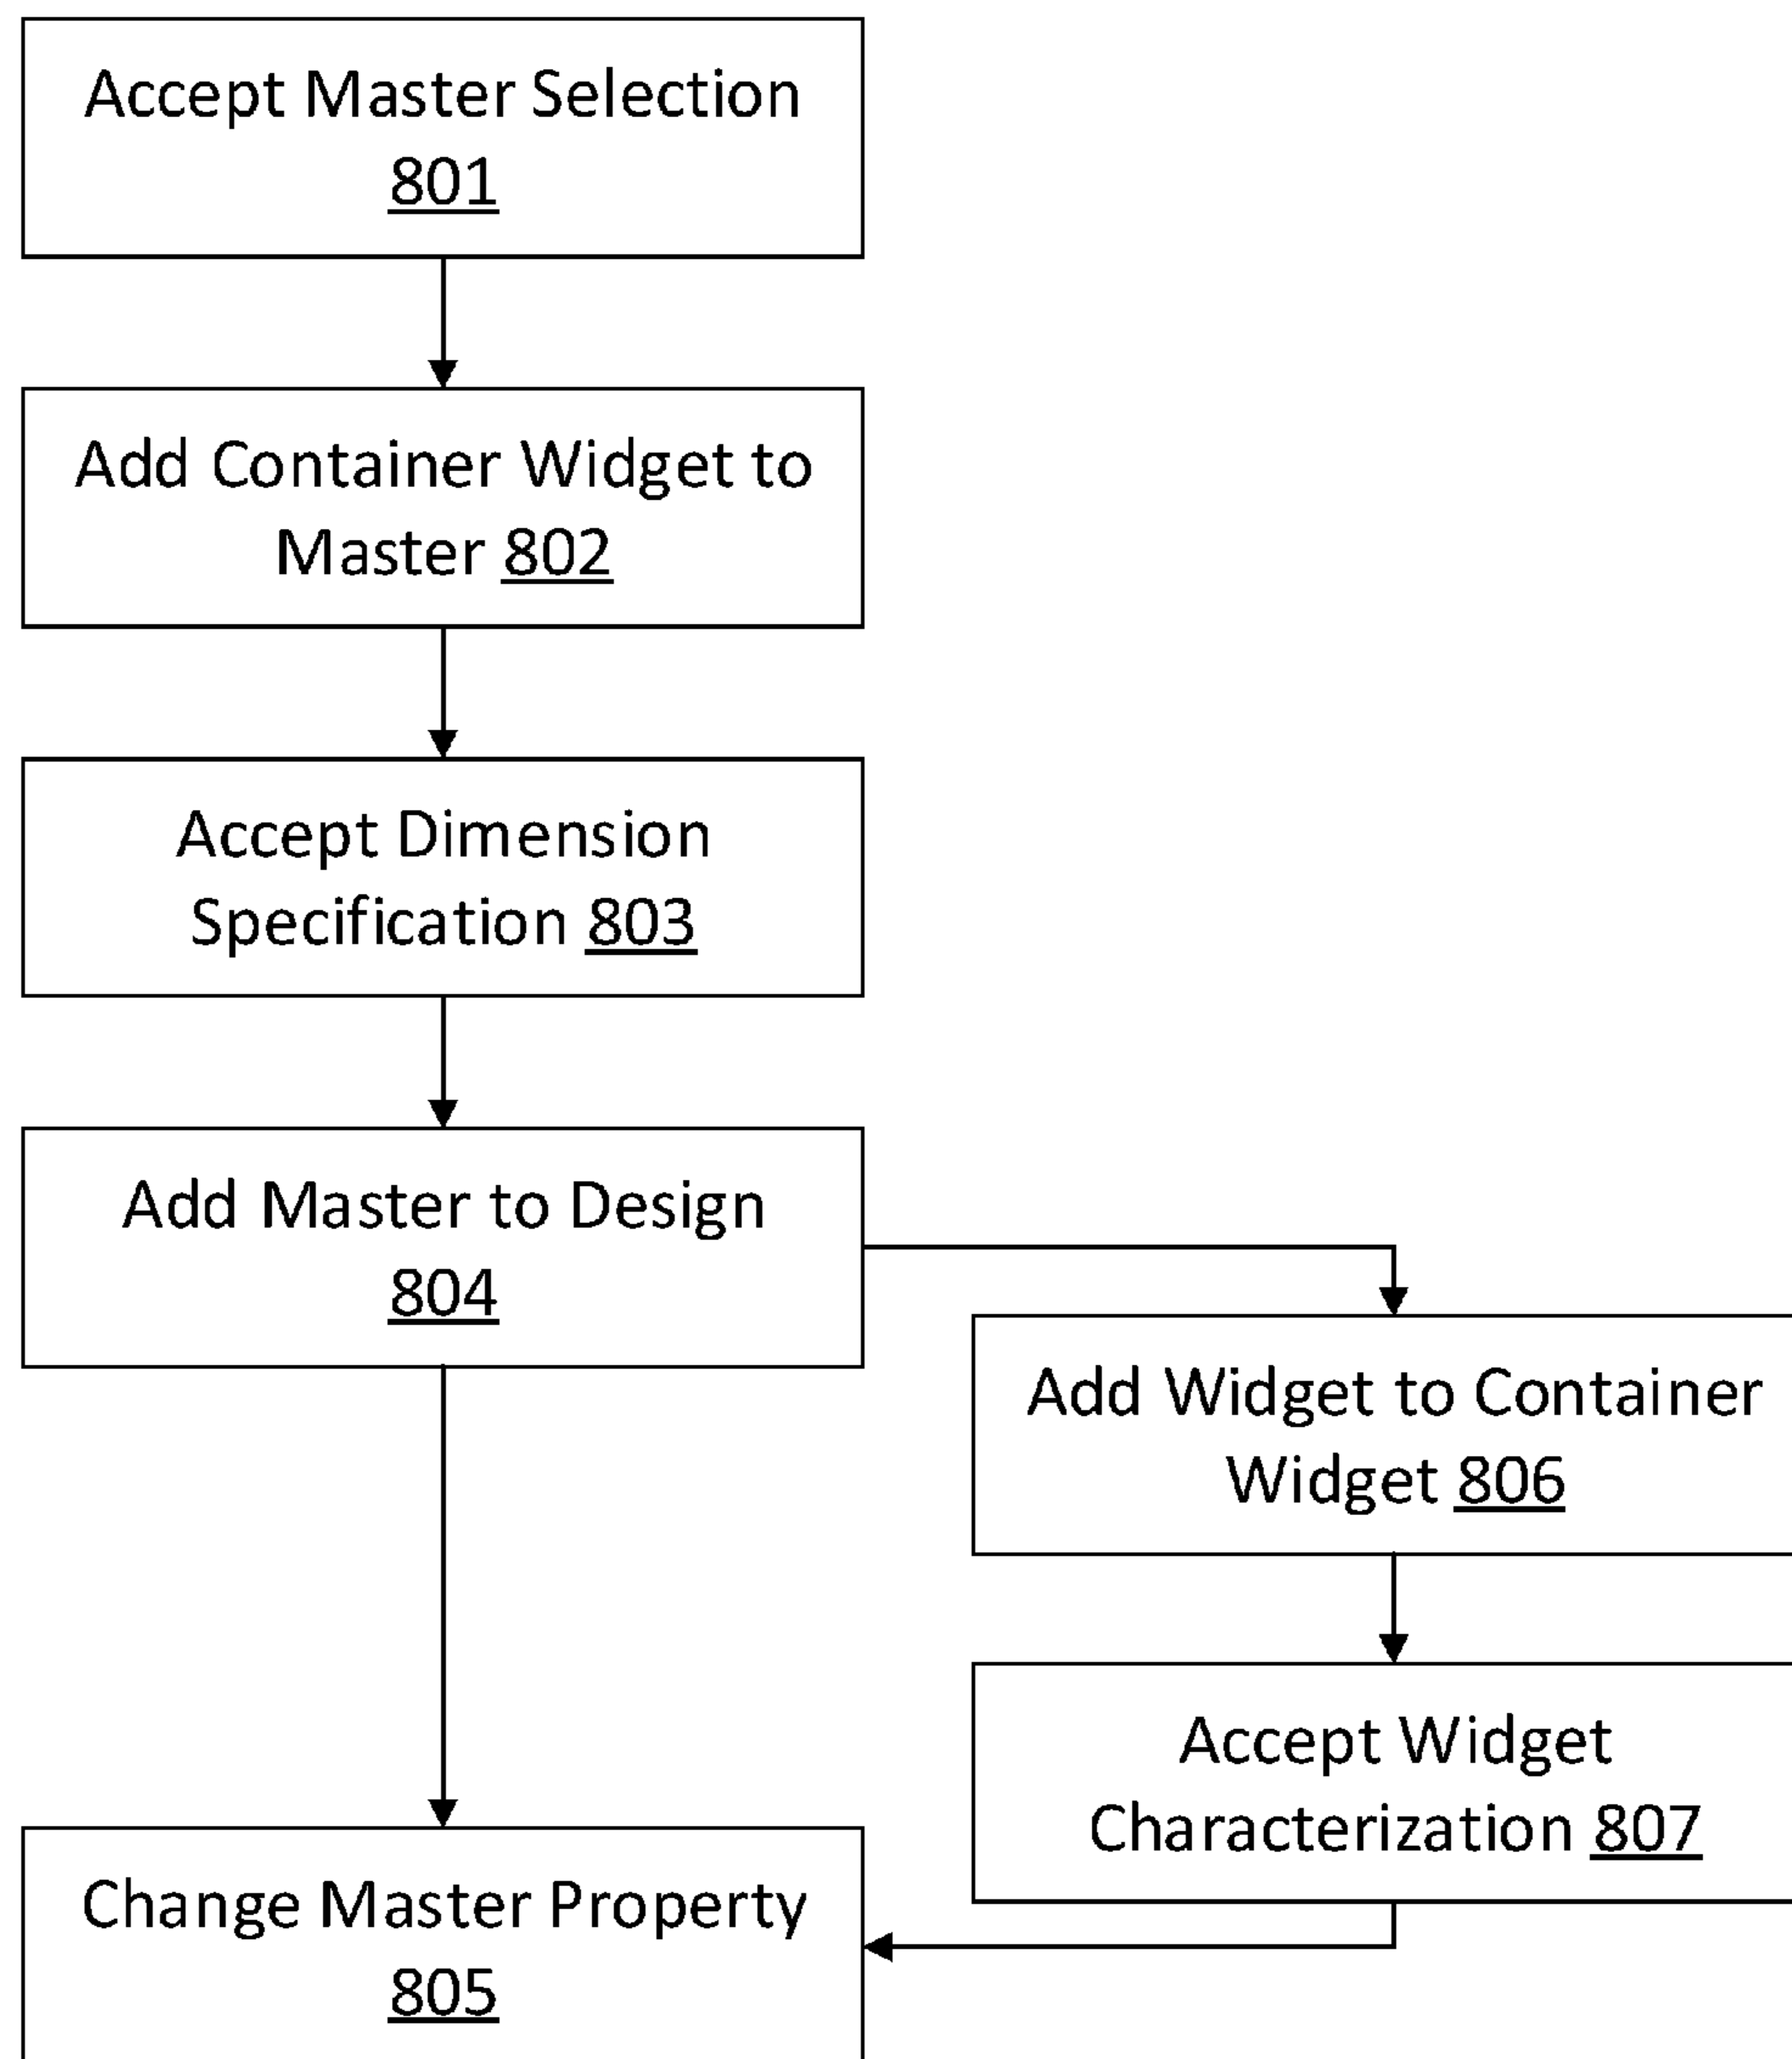 Accept Master Selection
801
Add Container Widget to
Master 802
Accept Dimension
Specification 803
Add Master to Design
804
Add Widget to Container
Widget 806
Accept Widget
Characterization 807
Change Master Property
805